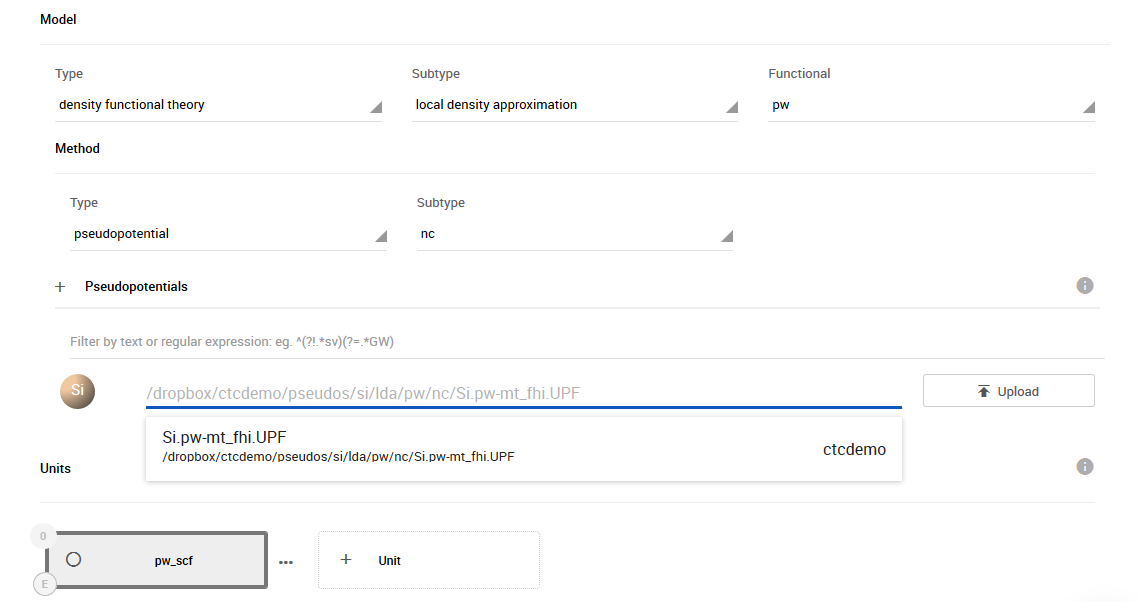 Model
Type Subtype Functional
density functional theory local density approximation pw
Method
Type Subtype
pseudopotential nc
+ Pseudopotentials i
Filter by text or regular expression: eg. ^(?!.*sv)(?=.*GW)
Si /dropbox/ctcdemo/pseudos/si/lda/pw/nc/Si.pw-mt_fhi.UPF Upload
Si.pw-mt_fhi.UPF
/dropbox/ctcdemo/pseudos/si/lda/pw/nc/Si.pw-mt_fhi.UPF ctcdemo
Units i
0
pw_scf ... + Unit
E